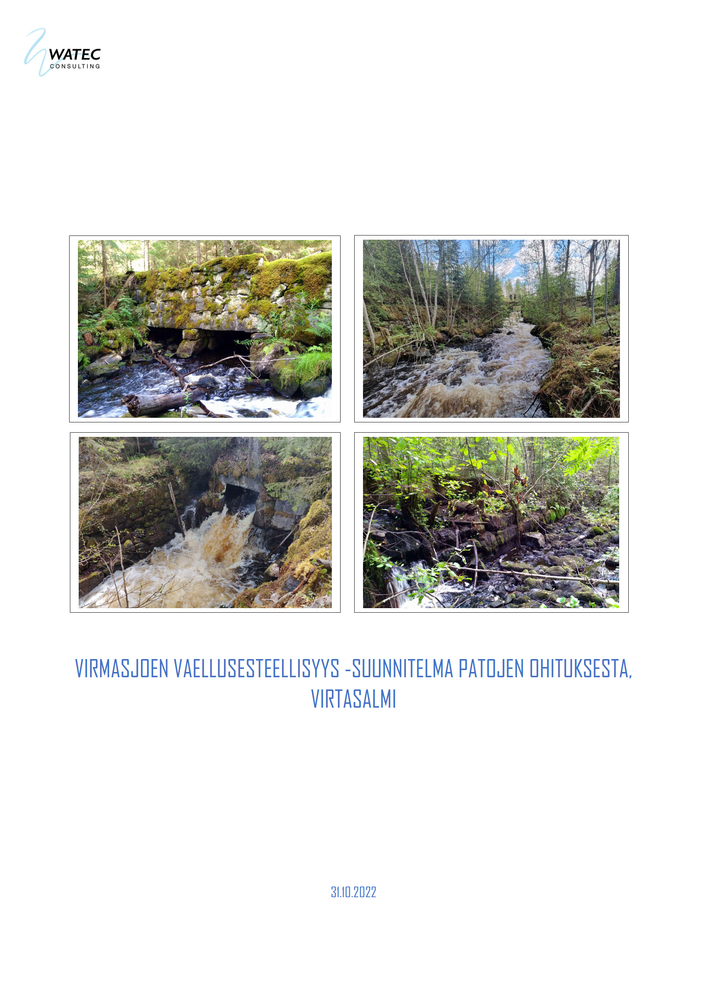 WATEC
CONSULTING
VIRMASJOEN VAELLUSESTEELLISYYS -SUUNNITELMA PATOJEN OHITUKSESTA,
VIRTASALMI
31.10.2022